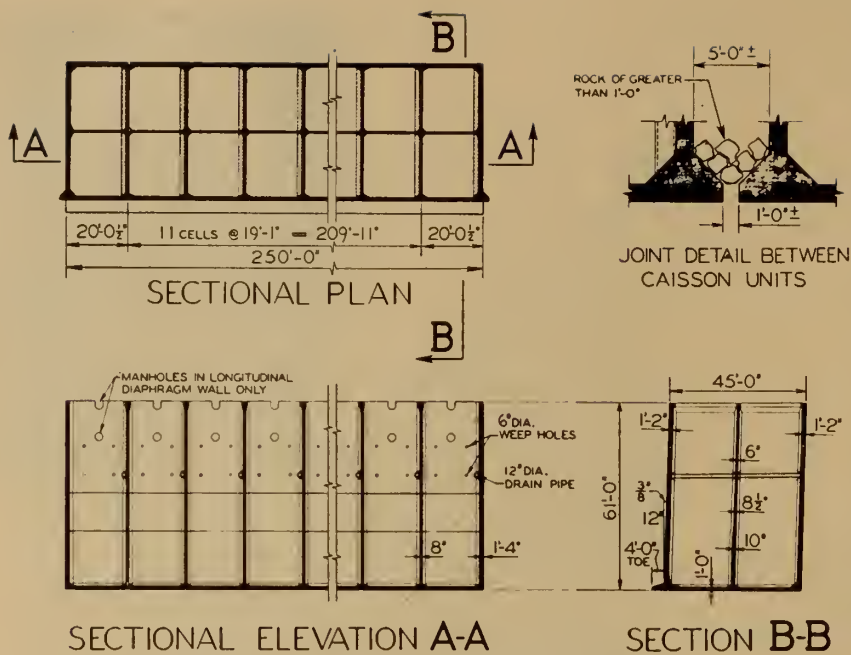 B
A
A
20'-0½"
11 CELLS @ 19'-1" = 209'-11"
20'-0½"
250'-0"
SECTIONAL PLAN
B
5'-0" ±
ROCK OF GREATER
THAN 1'-0"
1'-0" ±
JOINT DETAIL BETWEEN
CAISSON UNITS
MANHOLES IN LONGITUDINAL
DIAPHRAGM WALL ONLY
6" DIA.
WEEP HOLES
12" DIA.
DRAIN PIPE
8"
1'-4"
SECTIONAL ELEVATION A-A
45'-0"
1'-2"
1'-2"
6"
61'-0"
3/8
12"
8½"
4'-0"
TOE
10"
1'-0"
SECTION B-B